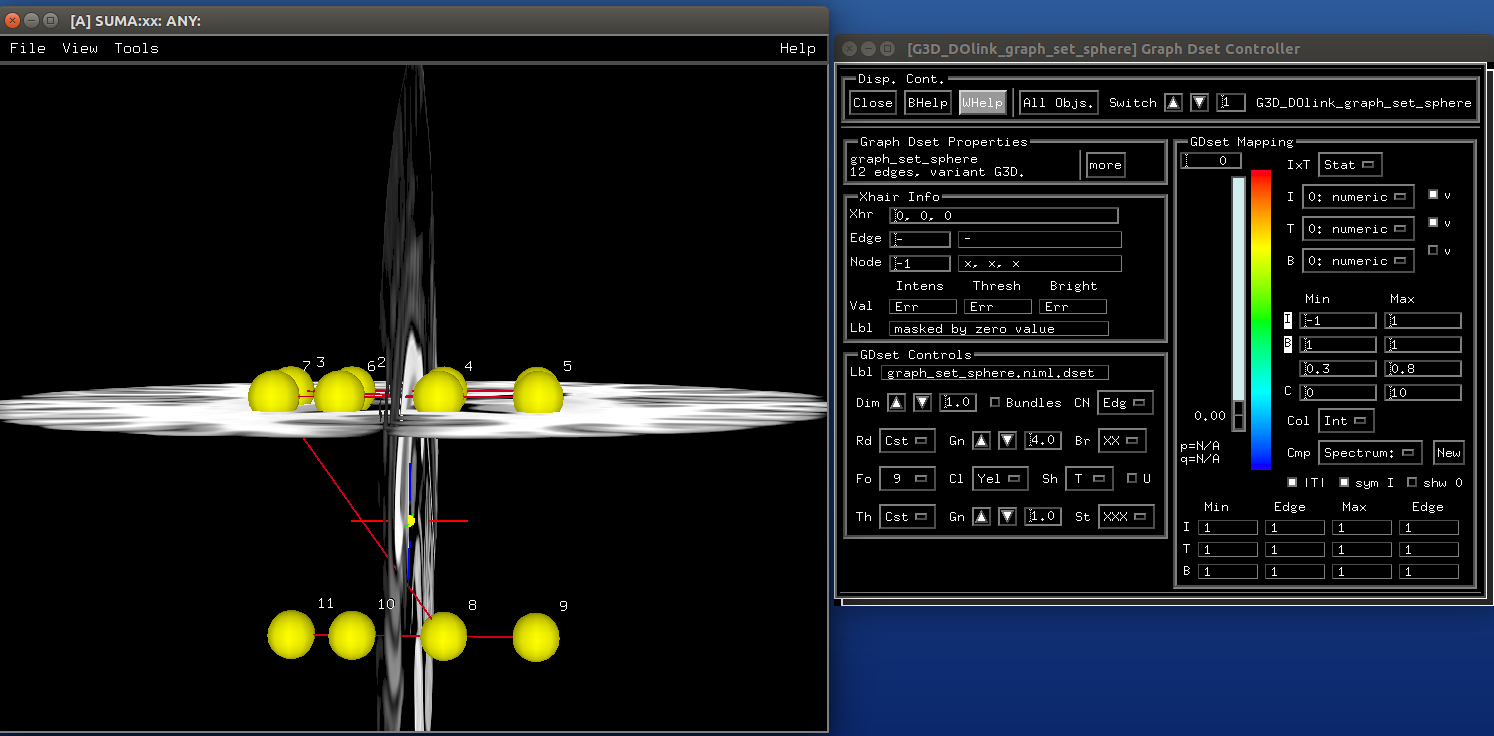 [A] SUMA:xx: ANY:
File View Tools Help
7 3 6 2 4 5
11 10 8 9
[G3D_DOlink_graph_set_sphere] Graph Dset Controller
Disp. Cont.
Close BHelp WHelp All Objs. Switch 1 G3D_DOlink_graph_set_sphere
Graph Dset Properties
graph_set_sphere
12 edges, variant G3D.
more
Xhair Info
Xhr 0, 0, 0
Edge - -
Node -1 x, x, x
Intens Thresh Bright
Val Err Err Err
Lbl masked by zero value
GDset Controls
Lbl graph_set_sphere.niml.dset
Dim 1.0 Bundles CN Edg
Rd Cst Gn 4.0 Br XX
Fo 9 Cl Yel Sh T U
Th Cst Gn 1.0 St XXX
GDset Mapping
0
IxT Stat
I 0: numeric v
T 0: numeric v
B 0: numeric v
Min Max
I -1 1
B 1 1
0.3 0.8
C 0 10
0.00
Col Int
p=N/A
q=N/A
Cmp Spectrum: New
|T| sym I shw 0
Min Edge Max Edge
I 1 1 1 1
T 1 1 1 1
B 1 1 1 1